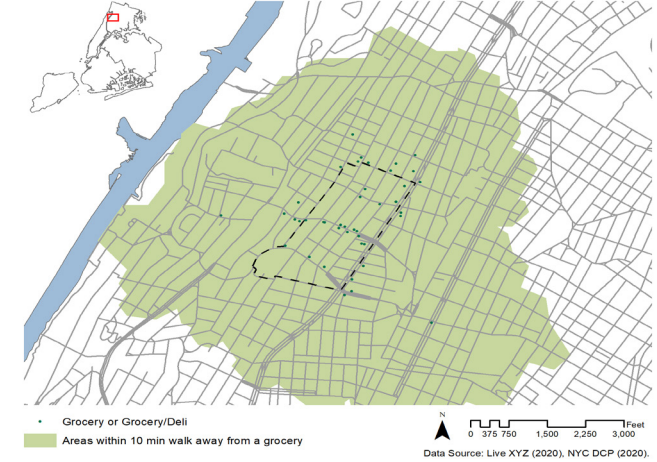 Grocery or Grocery/Deli
Areas within 10 min walk away from a grocery
N
Feet
0 375 750 1,500 2,250 3,000
Data Source: Live XYZ (2020), NYC DCP (2020).